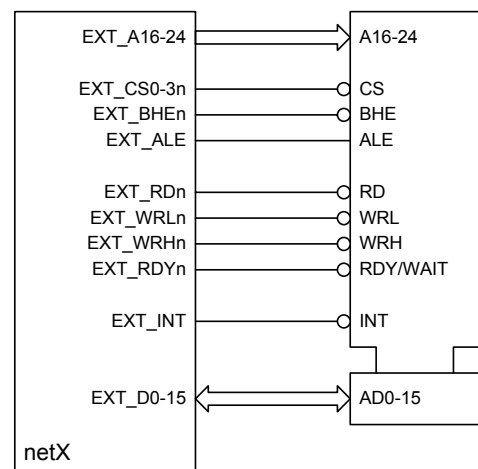 EXT_A16-24 A16-24
EXT_CS0-3n CS
EXT_BHEn BHE
EXT_ALE ALE
EXT_RDn RD
EXT_WRLn WRL
EXT_WRHn WRH
EXT_RDYn RDY/WAIT
EXT_INT INT
EXT_D0-15 AD0-15
netX